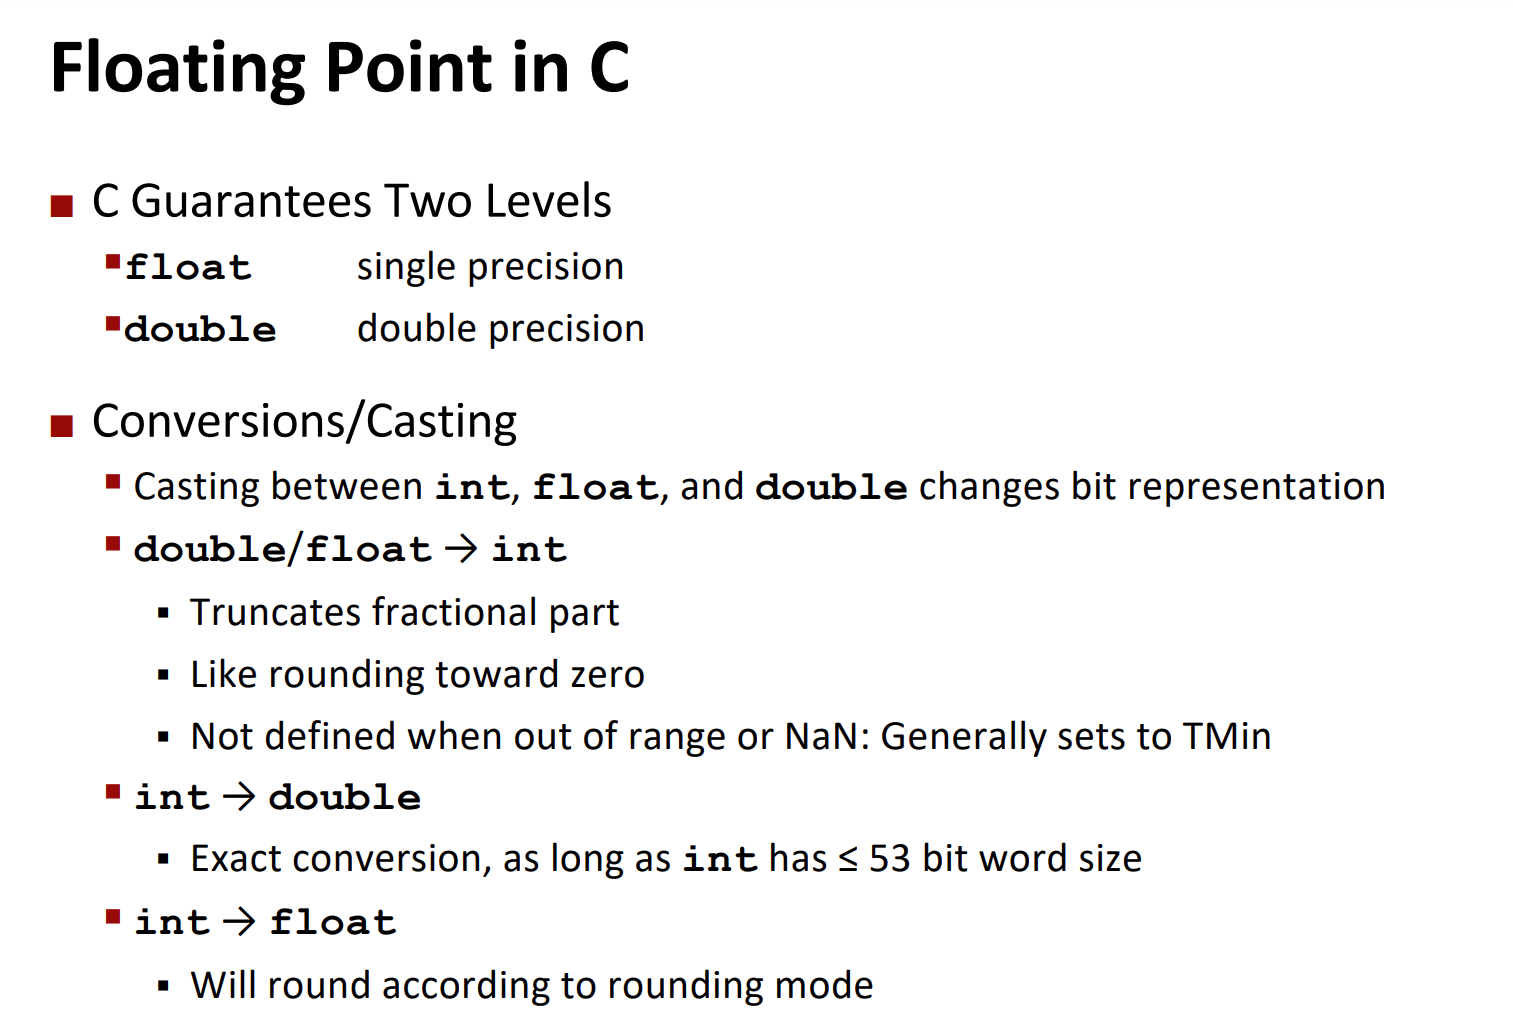 Floating Point in C
■ C Guarantees Two Levels
▪float single precision
▪double double precision
■ Conversions/Casting
▪ Casting between int, float, and double changes bit representation
▪ double/float → int
▪ Truncates fractional part
▪ Like rounding toward zero
▪ Not defined when out of range or NaN: Generally sets to TMin
▪ int → double
▪ Exact conversion, as long as int has ≤ 53 bit word size
▪ int → float
▪ Will round according to rounding mode